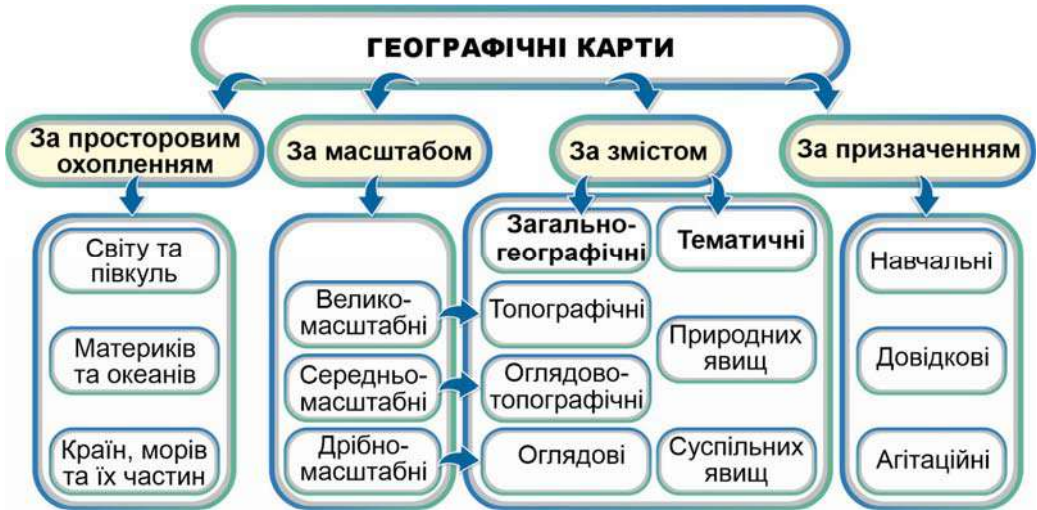 ГЕОГРАФІЧНІ КАРТИ
За просторовим
охопленням
За масштабом
За змістом
За призначенням
Світу та
півкуль
Материків
та океанів
Країн, морів
та їх частин
Велико-
масштабні
Середньо-
масштабні
Дрібно-
масштабні
Загально-
географічні
Топографічні
Оглядово-
топографічні
Оглядові
Тематичні
Природних
явищ
Суспільних
явищ
Навчальні
Довідкові
Агітаційні